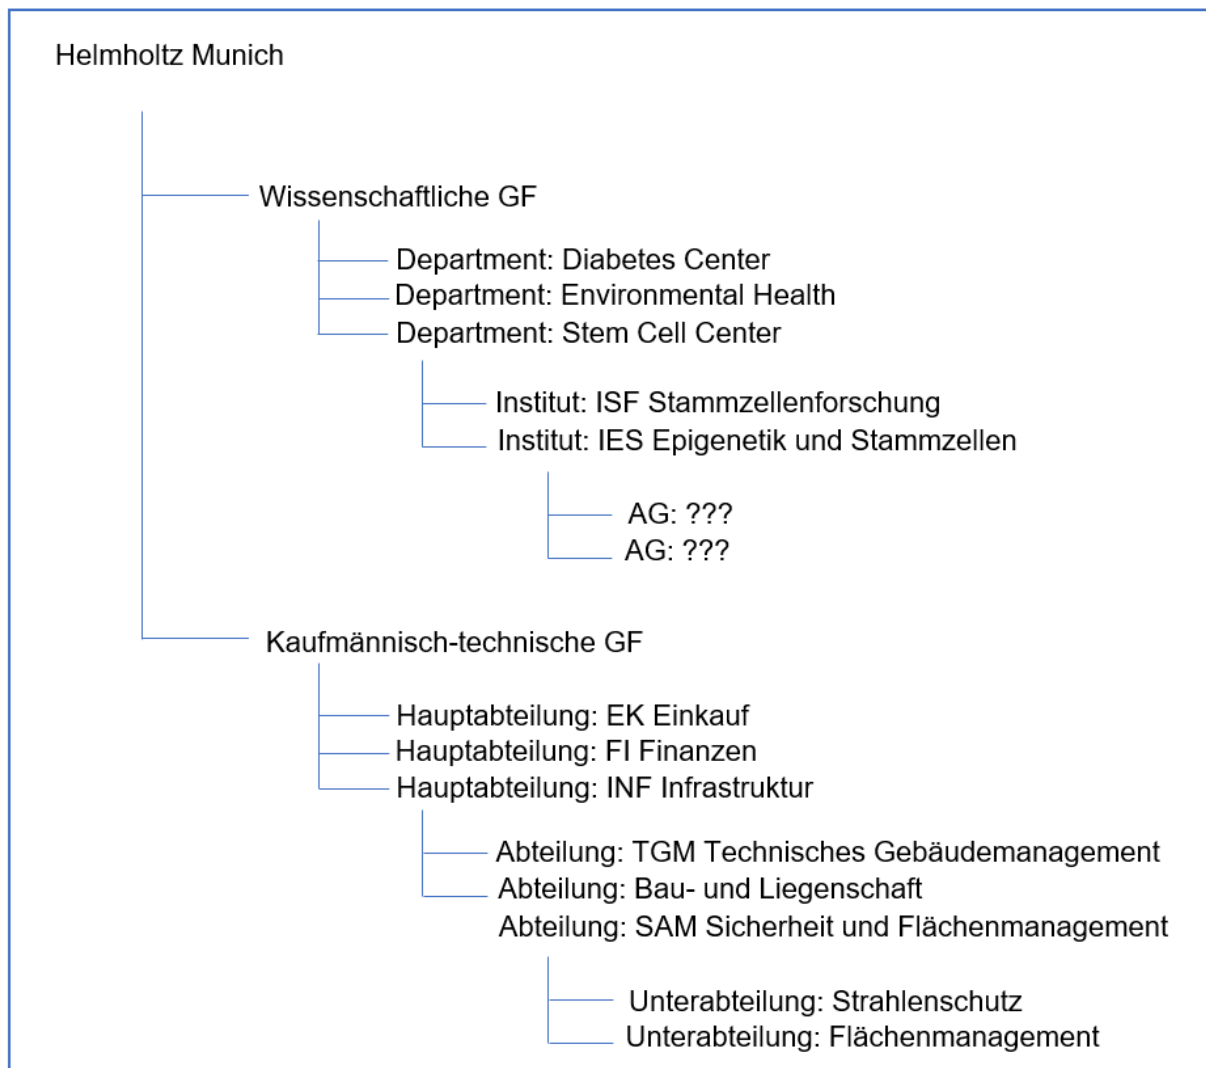 Helmholtz Munich
Wissenschaftliche GF
Department: Diabetes Center
Department: Environmental Health
Department: Stem Cell Center
Institut: ISF Stammzellenforschung
Institut: IES Epigenetik und Stammzellen
AG: ???
AG: ???
Kaufmännisch-technische GF
Hauptabteilung: EK Einkauf
Hauptabteilung: FI Finanzen
Hauptabteilung: INF Infrastruktur
Abteilung: TGM Technisches Gebäudemanagement
Abteilung: Bau- und Liegenschaft
Abteilung: SAM Sicherheit und Flächenmanagement
Unterabteilung: Strahlenschutz
Unterabteilung: Flächenmanagement